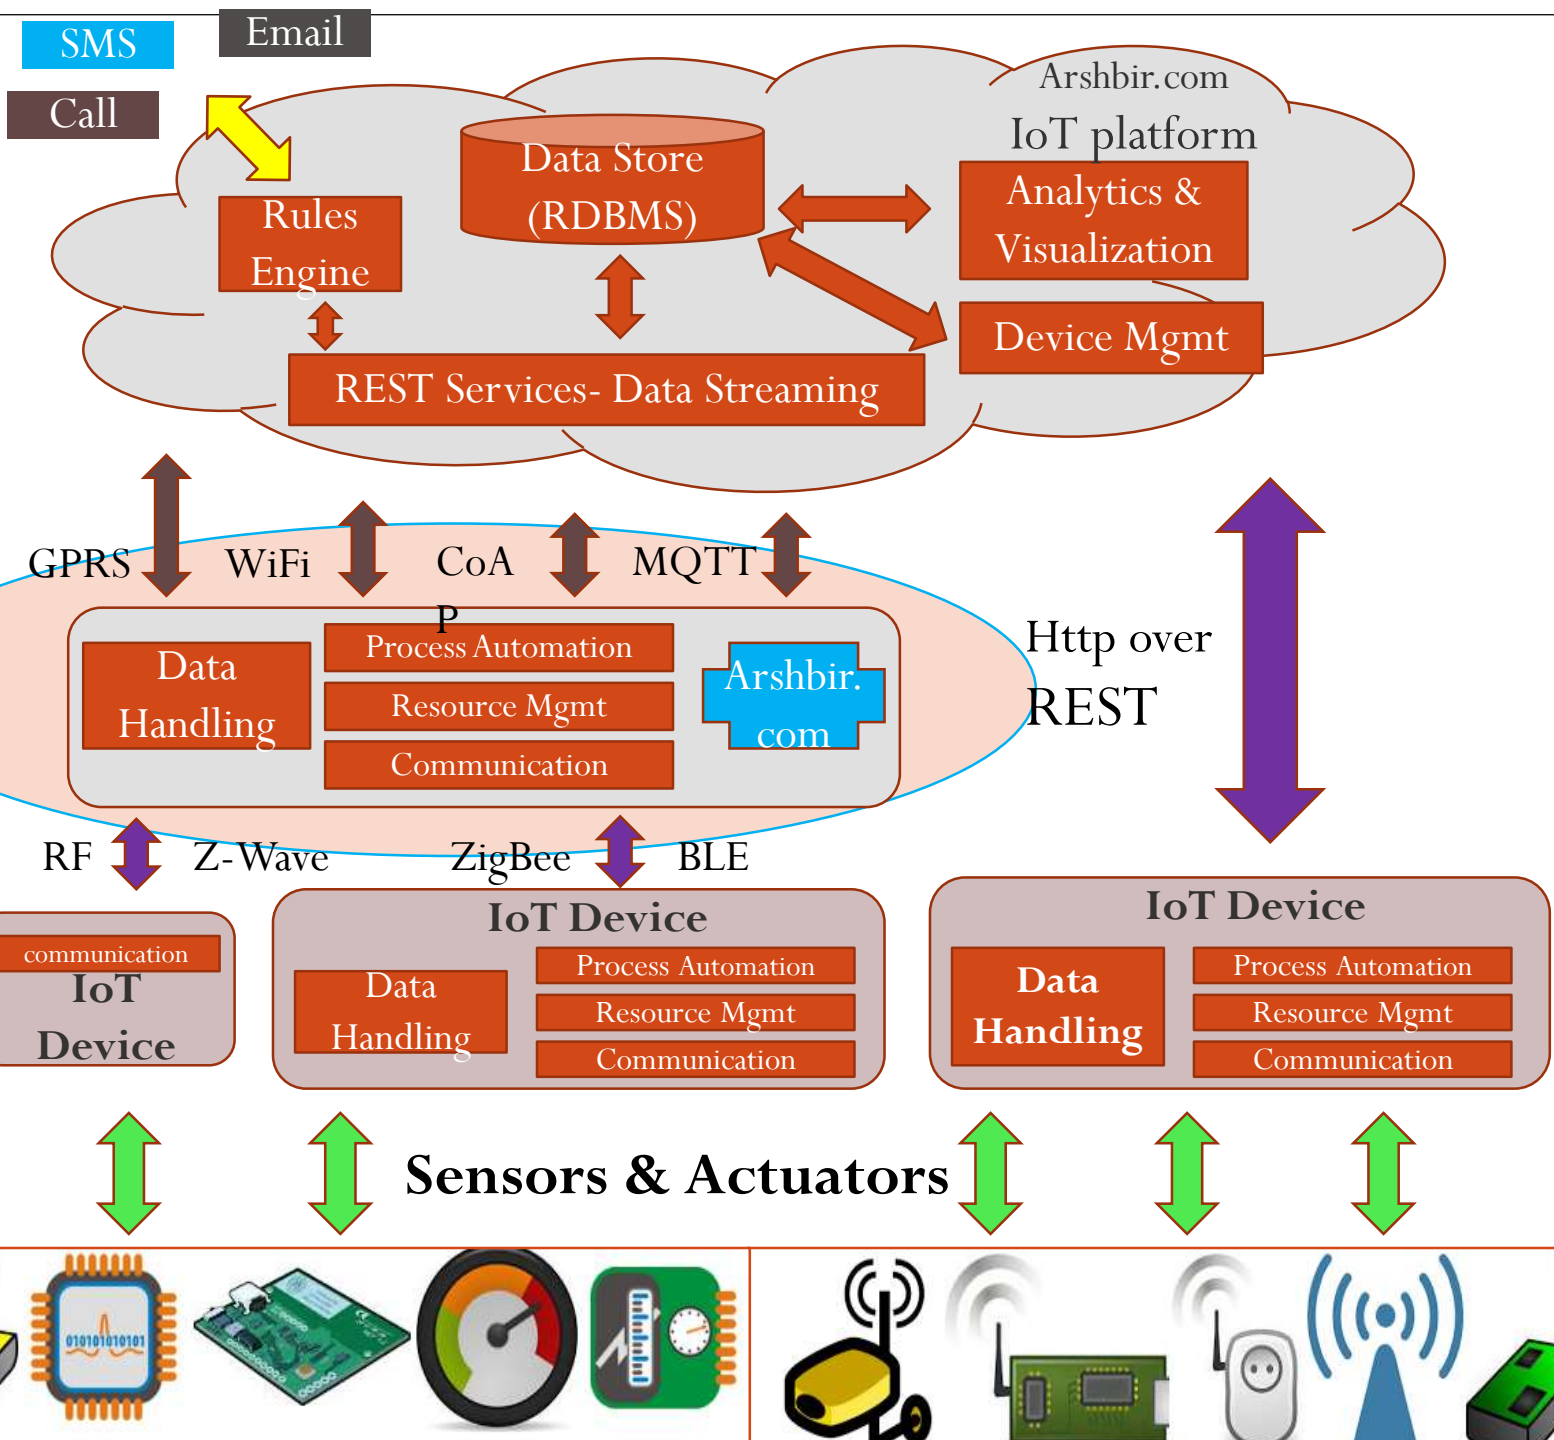 SMS
Email
Call
Arshbir.com
IoT platform
Data Store
(RDBMS)
Rules
Engine
Analytics &
Visualization
Device Mgmt
REST Services- Data Streaming
GPRS
WiFi
CoA
P
MQTT
Http over
REST
Data
Handling
Process Automation
Resource Mgmt
Communication
Arshbir.
com
RF
Z-Wave
ZigBee
BLE
communication
IoT
Device
IoT Device
Data
Handling
Process Automation
Resource Mgmt
Communication
IoT Device
Data
Handling
Process Automation
Resource Mgmt
Communication
Sensors & Actuators
010101010101